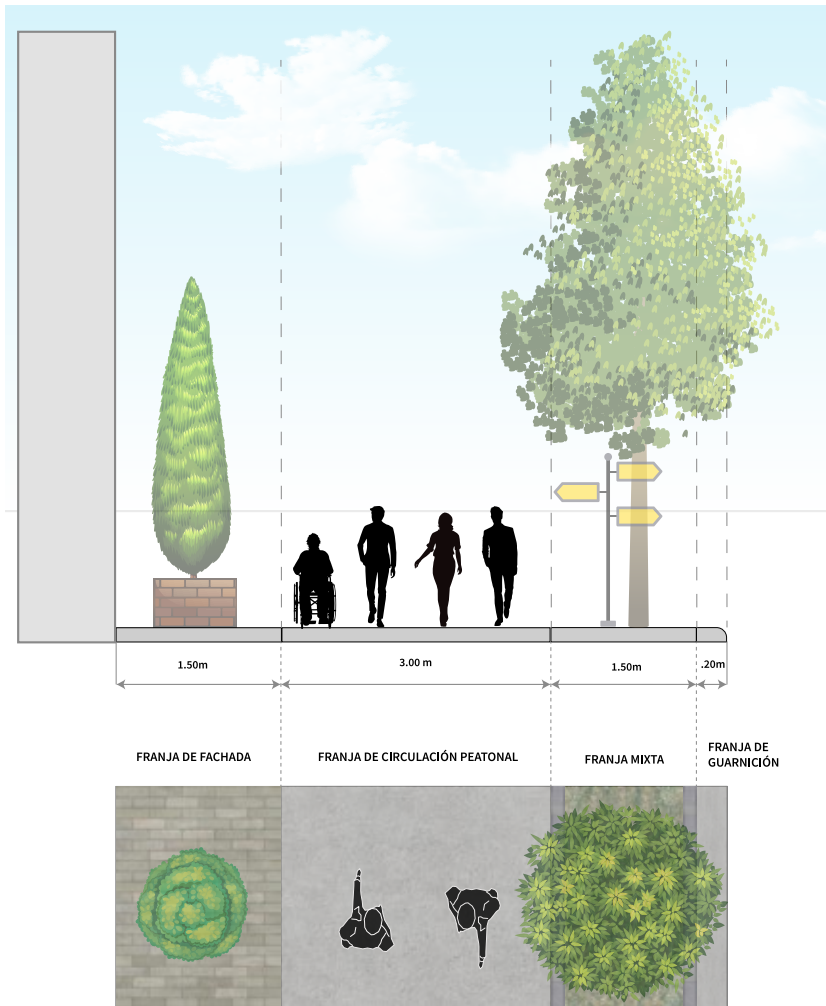 1.50m
3.00 m
1.50m
.20m
FRANJA DE FACHADA
FRANJA DE CIRCULACIÓN PEATONAL
FRANJA MIXTA
FRANJA DE
GUARNICIÓN